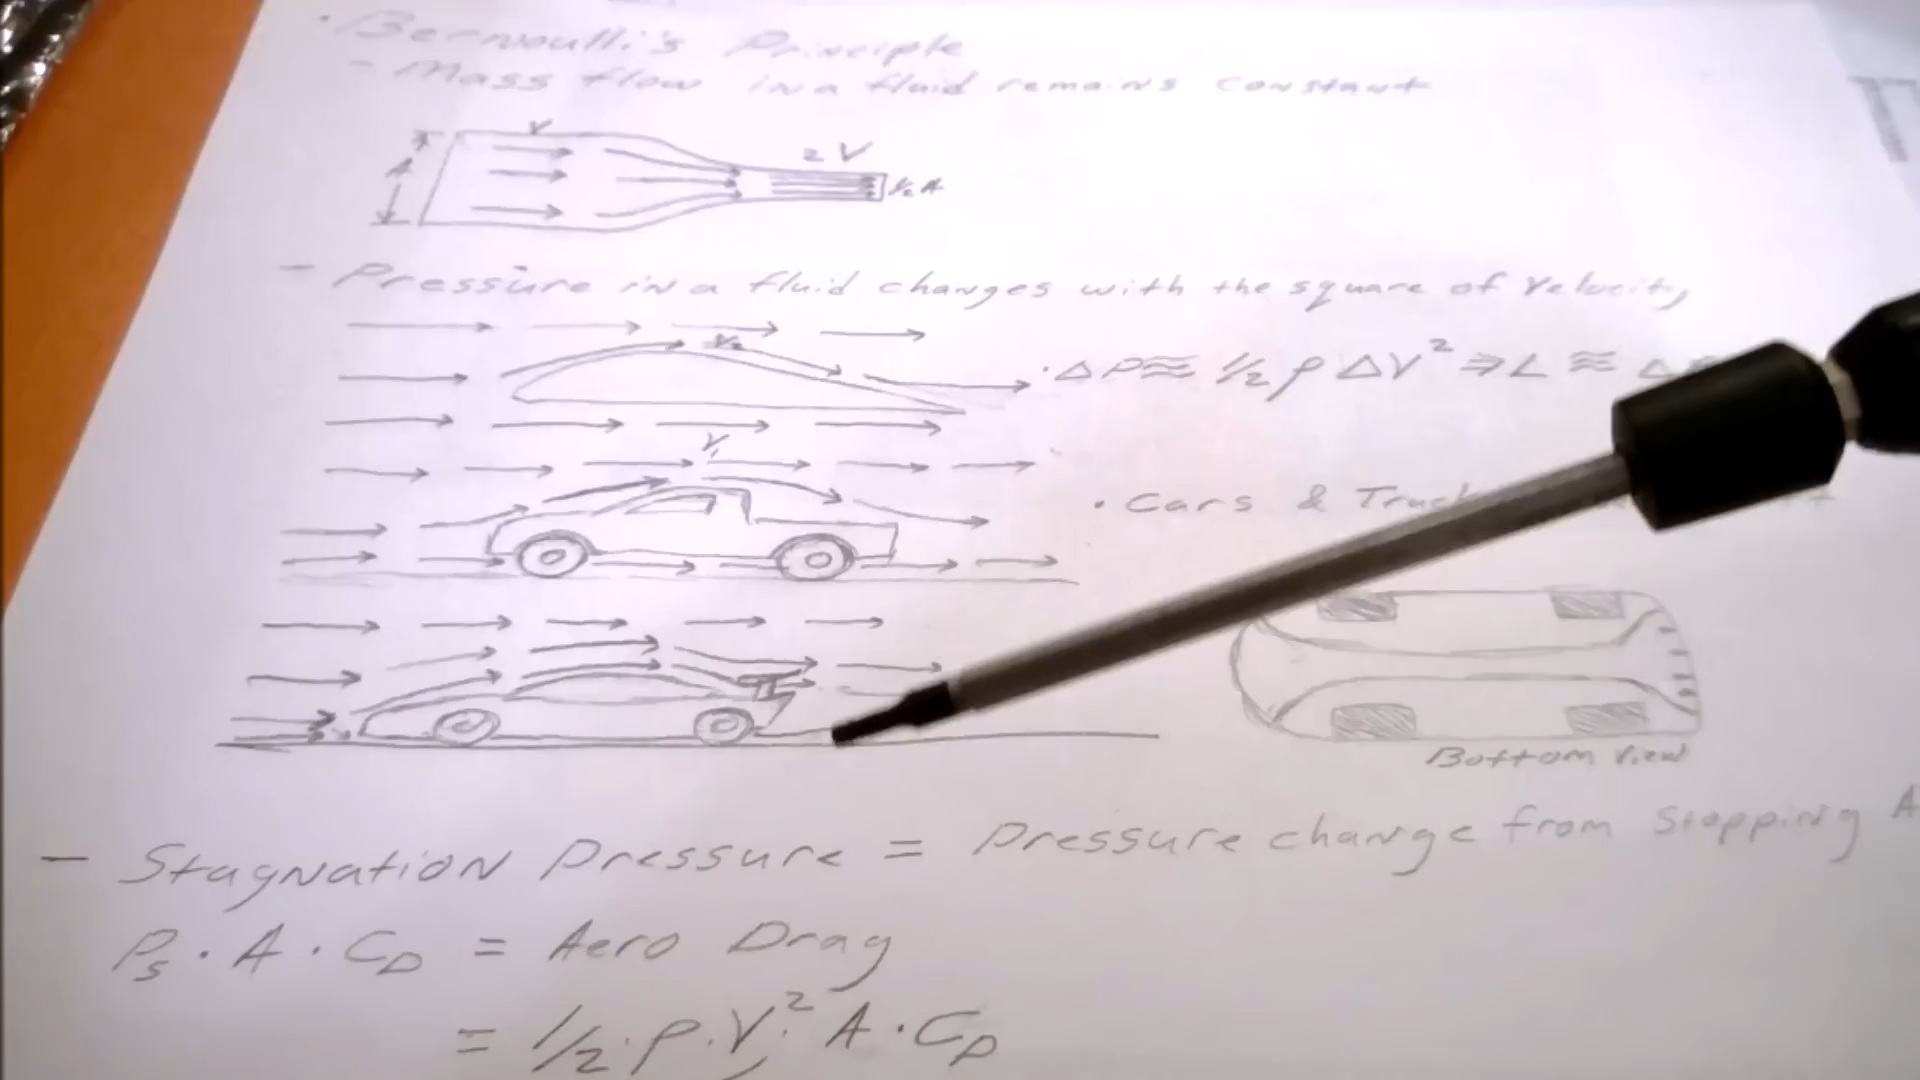 · Bernoulli's Principle
- Mass flow in a fluid remains constant
V
2V
A
1/2 A
- Pressure in a fluid changes with the square of Velocity
V2
· ΔP ≈ 1/2 ρ ΔV² ⇒ L ≈ Δ
V1
· Cars &
Bottom View
- Stagnation Pressure = Pressure change from Stopping
Ps · A · CD = Aero Drag
= 1/2 · ρ · V² · A · CD